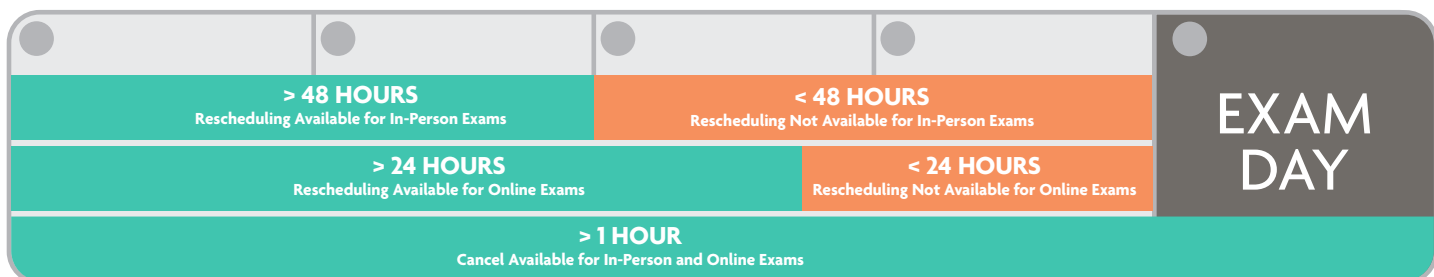 > 48 HOURS
Rescheduling Available for In-Person Exams
< 48 HOURS
Rescheduling Not Available for In-Person Exams
EXAM
DAY
> 24 HOURS
Rescheduling Available for Online Exams
< 24 HOURS
Rescheduling Not Available for Online Exams
> 1 HOUR
Cancel Available for In-Person and Online Exams